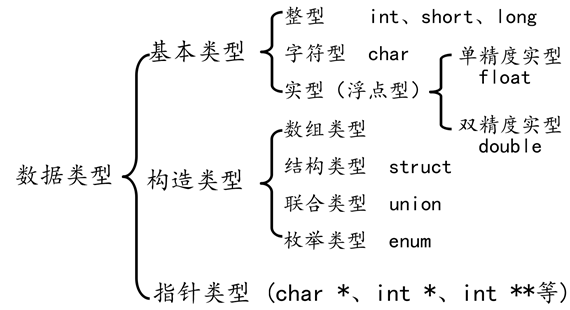 整型 int、short、long
基本类型
字符型 char
单精度实型
float
实型（浮点型）
双精度实型
double
数组类型
数据类型
构造类型
结构类型 struct
联合类型 union
枚举类型 enum
指针类型（char *、int *、int **等）